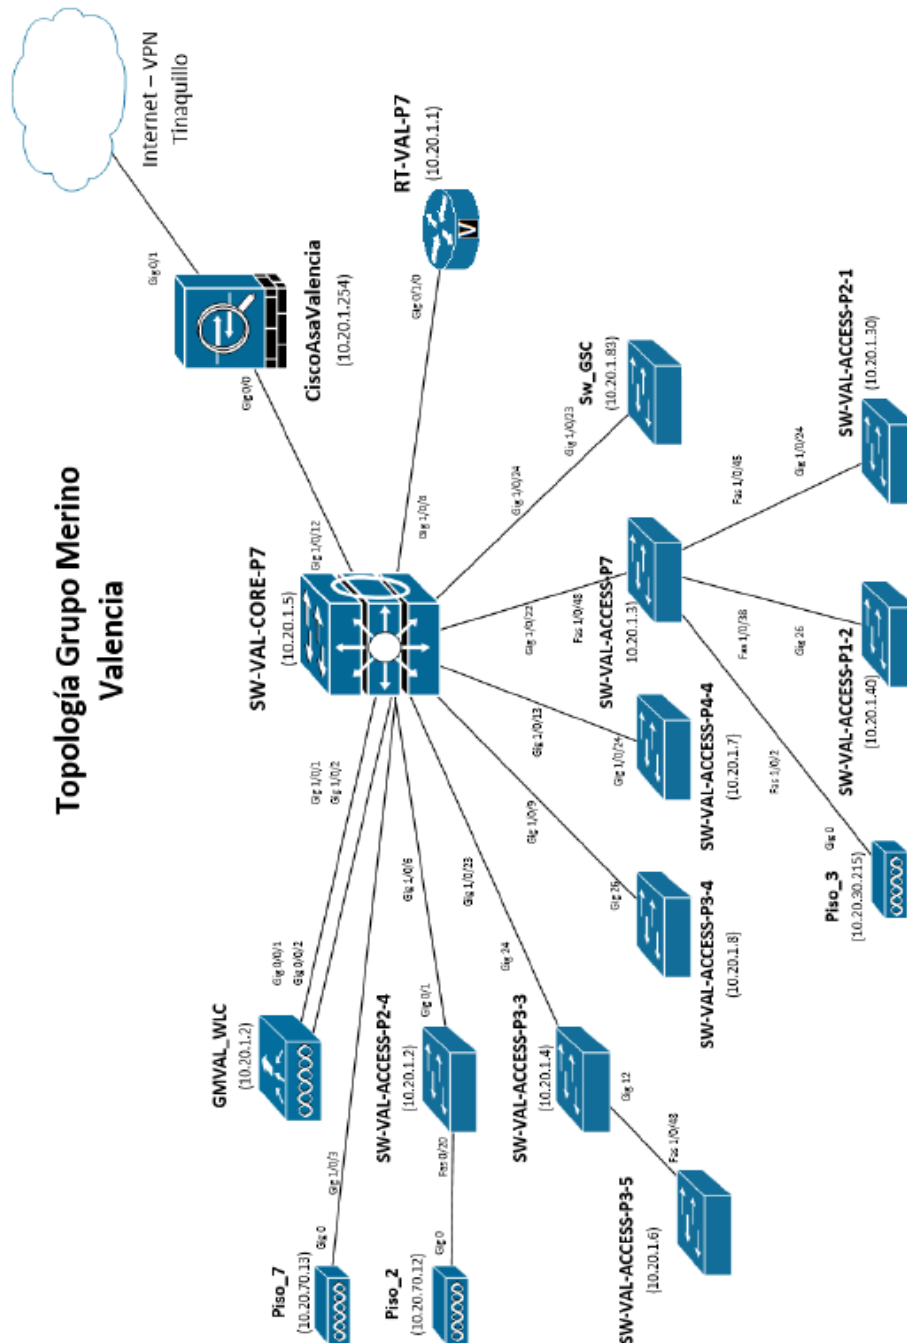 Topología Grupo Merino
Valencia
Internet – VPN
Tinaquillo
Gig 0/1
CiscoAsaValencia
(10.20.1.254)
Gig 0/0
Gig 1/0/12
SW-VAL-CORE-P7
(10.20.1.5)
RT-VAL-P7
(10.20.1.1)
Gig 0/1/0
GMVAL_WLC
(10.20.1.2)
Gig 0/0/1
Gig 0/0/2
Gig 1/0/1
Gig 1/0/2
Piso_7
(10.20.70.13)
Gig 0
Gig 1/0/3
Piso_2
(10.20.70.12)
Gig 0
Fas 0/20
SW-VAL-ACCESS-P2-4
(10.20.1.2)
Gig 0/1
Gig 1/0/6
SW-VAL-ACCESS-P3-3
(10.20.1.4)
Gig 24
Gig 1/0/23
Gig 12
Fas 1/0/48
SW-VAL-ACCESS-P3-5
(10.20.1.6)
Gig 1/0/9
Gig 26
SW-VAL-ACCESS-P3-4
(10.20.1.8)
Gig 1/0/13
Gig 1/0/24
SW-VAL-ACCESS-P4-4
(10.20.1.7)
Gig 1/0/22
Fas 1/0/48
SW-VAL-ACCESS-P7
10.20.1.3)
Gig 1/0/24
Gig 1/0/23
Sw_GSC
(10.20.1.83)
Fas 1/0/2
Gig 0
Piso_3
(10.20.30.215)
Fas 1/0/38
Gig 26
SW-VAL-ACCESS-P1-2
(10.20.1.40)
Fas 1/0/45
Gig 1/0/24
SW-VAL-ACCESS-P2-1
(10.20.1.30)
V